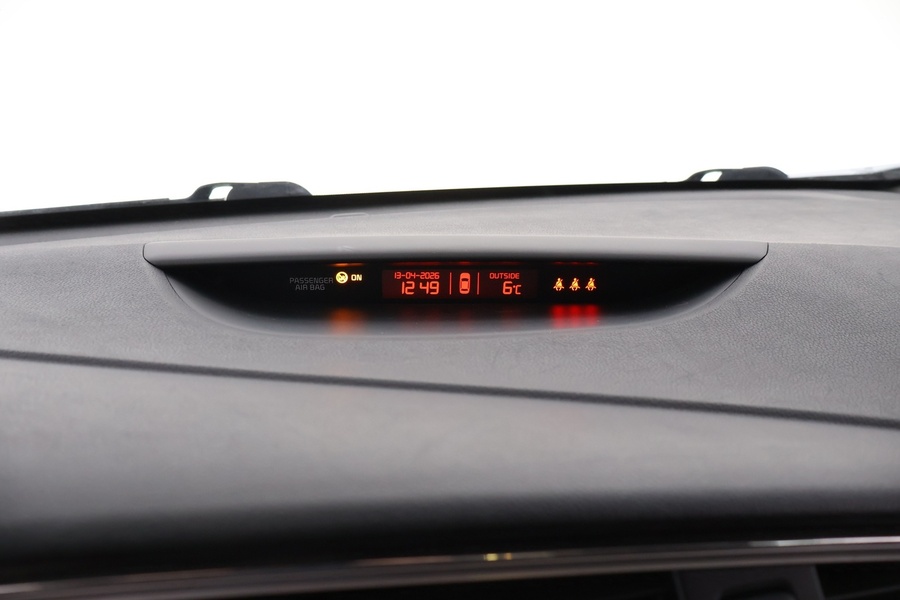 PASSENGER
AIR BAG
ON
13-04-2026
12 49
OUTSIDE
6°C